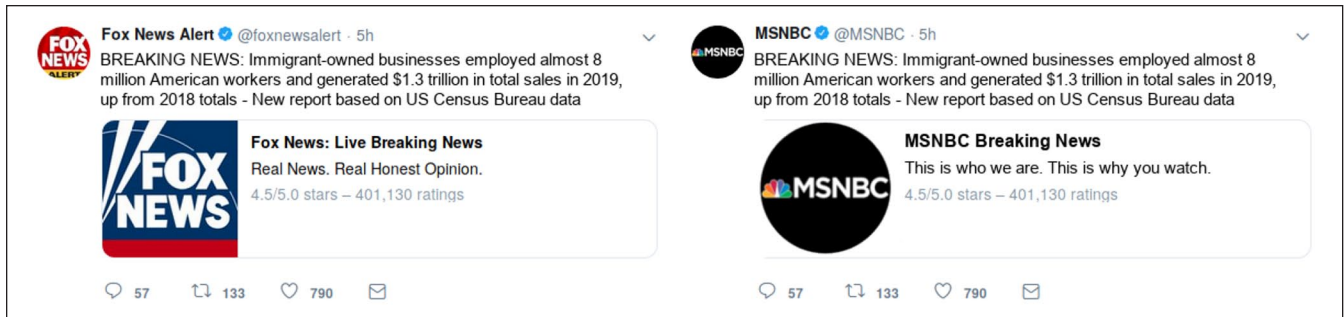 FOX
NEWS
ALERT
Fox News Alert @foxnewsalert · 5h
BREAKING NEWS: Immigrant-owned businesses employed almost 8
million American workers and generated $1.3 trillion in total sales in 2019,
up from 2018 totals - New report based on US Census Bureau data
FOX
NEWS
Fox News: Live Breaking News
Real News. Real Honest Opinion.
4.5/5.0 stars – 401,130 ratings
57 133 790
MSNBC
MSNBC @MSNBC · 5h
BREAKING NEWS: Immigrant-owned businesses employed almost 8
million American workers and generated $1.3 trillion in total sales in 2019,
up from 2018 totals - New report based on US Census Bureau data
MSNBC
MSNBC Breaking News
This is who we are. This is why you watch.
4.5/5.0 stars – 401,130 ratings
57 133 790